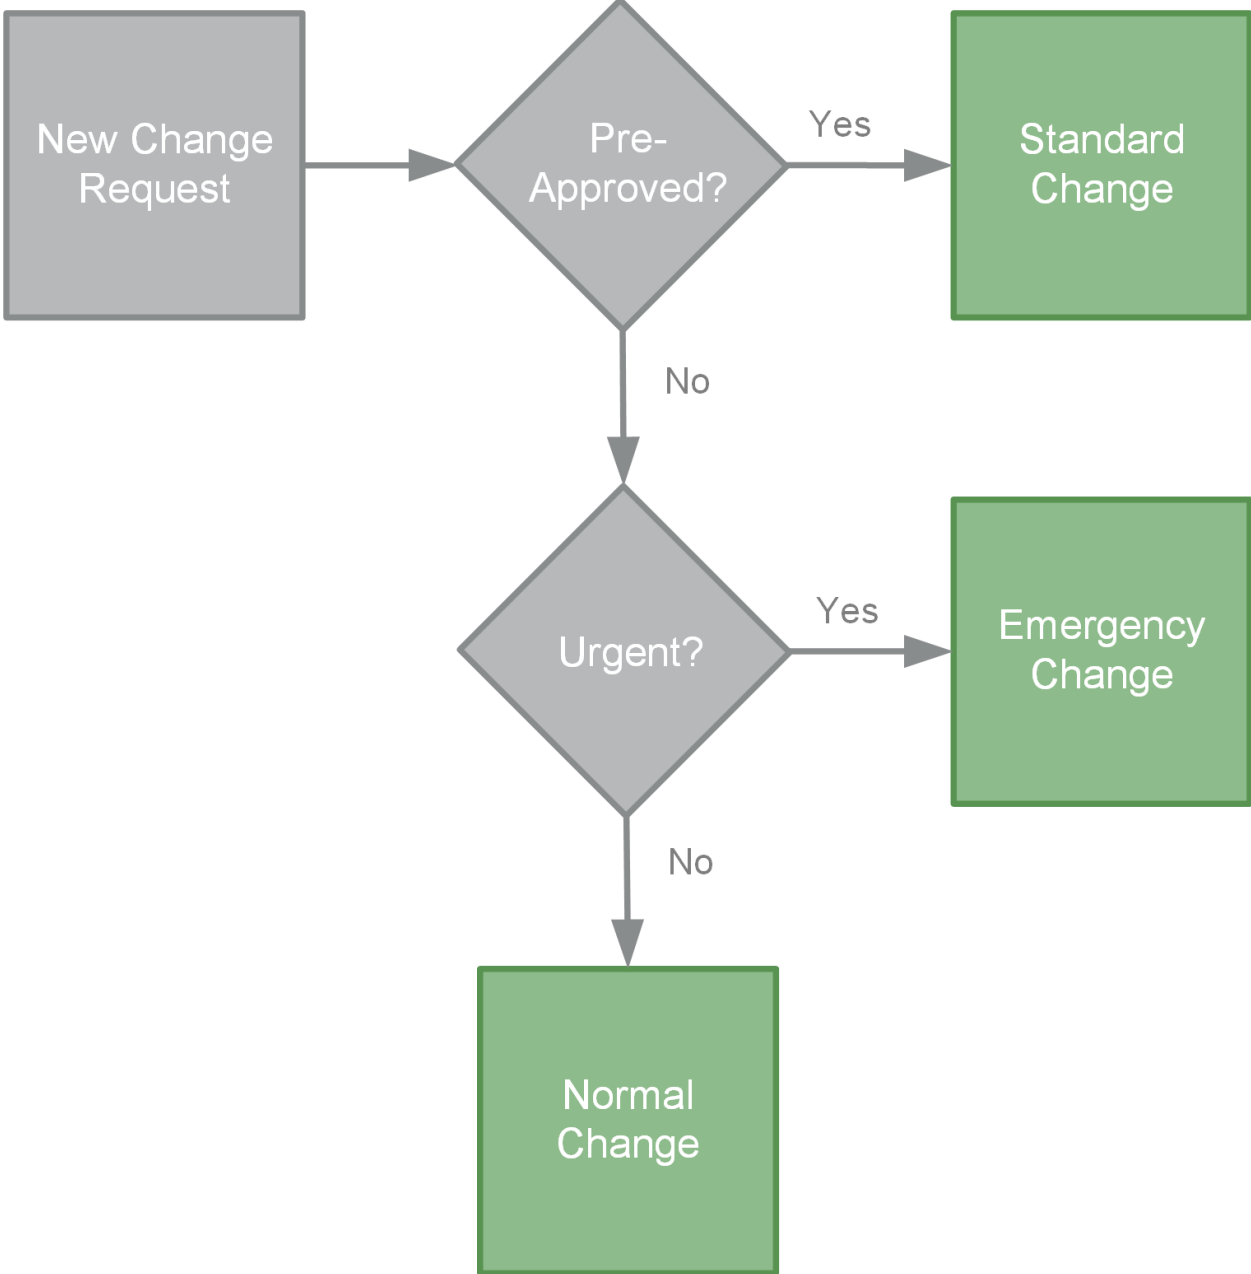 New Change
Request
Pre-
Approved?
Yes
Standard
Change
No
Urgent?
Yes
Emergency
Change
No
Normal
Change